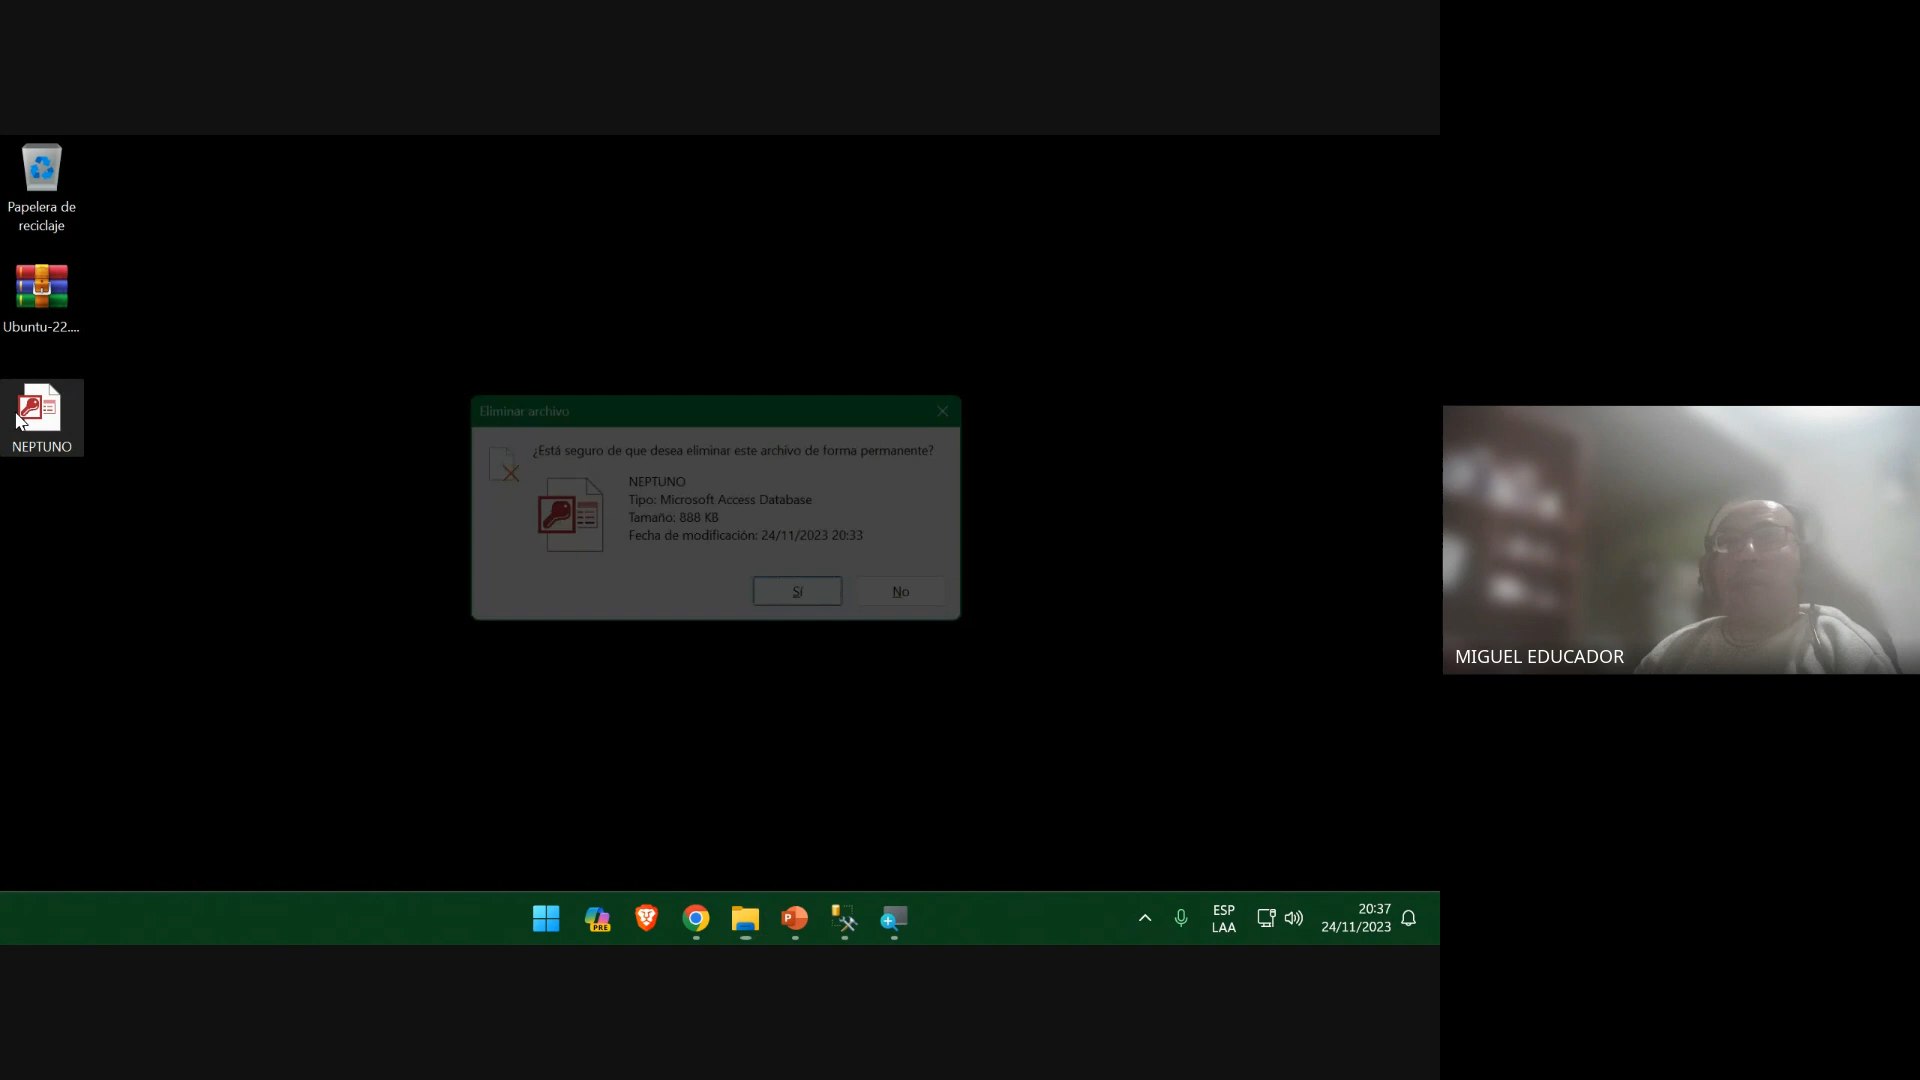 Papelera de
reciclaje
Ubuntu-22....
NEPTUNO
Eliminar archivo
¿Está seguro de que desea eliminar este archivo de forma permanente?
NEPTUNO
Tipo: Microsoft Access Database
Tamaño: 888 KB
Fecha de modificación: 24/11/2023 20:33
Sí
No
MIGUEL EDUCADOR
PRE
P
ESP
LAA
20:37
24/11/2023